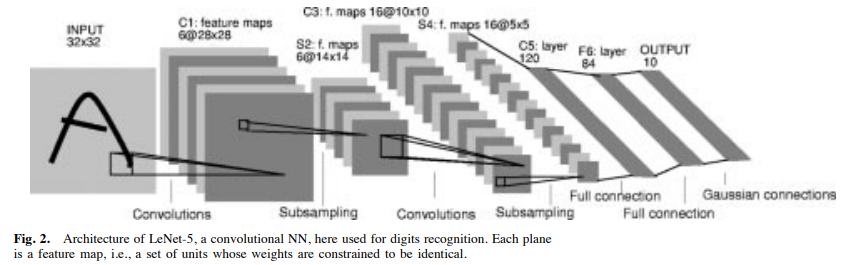 INPUT
32x32
C1: feature maps
6@28x28
S2: f. maps
6@14x14
C3: f. maps 16@10x10
S4: f. maps 16@5x5
C5: layer
120
F6: layer
84
OUTPUT
10
A
Convolutions
Subsampling
Convolutions
Subsampling
Full connection
Full connection
Gaussian connections
Fig. 2. Architecture of LeNet-5, a convolutional NN, here used for digits recognition. Each plane
is a feature map, i.e., a set of units whose weights are constrained to be identical.